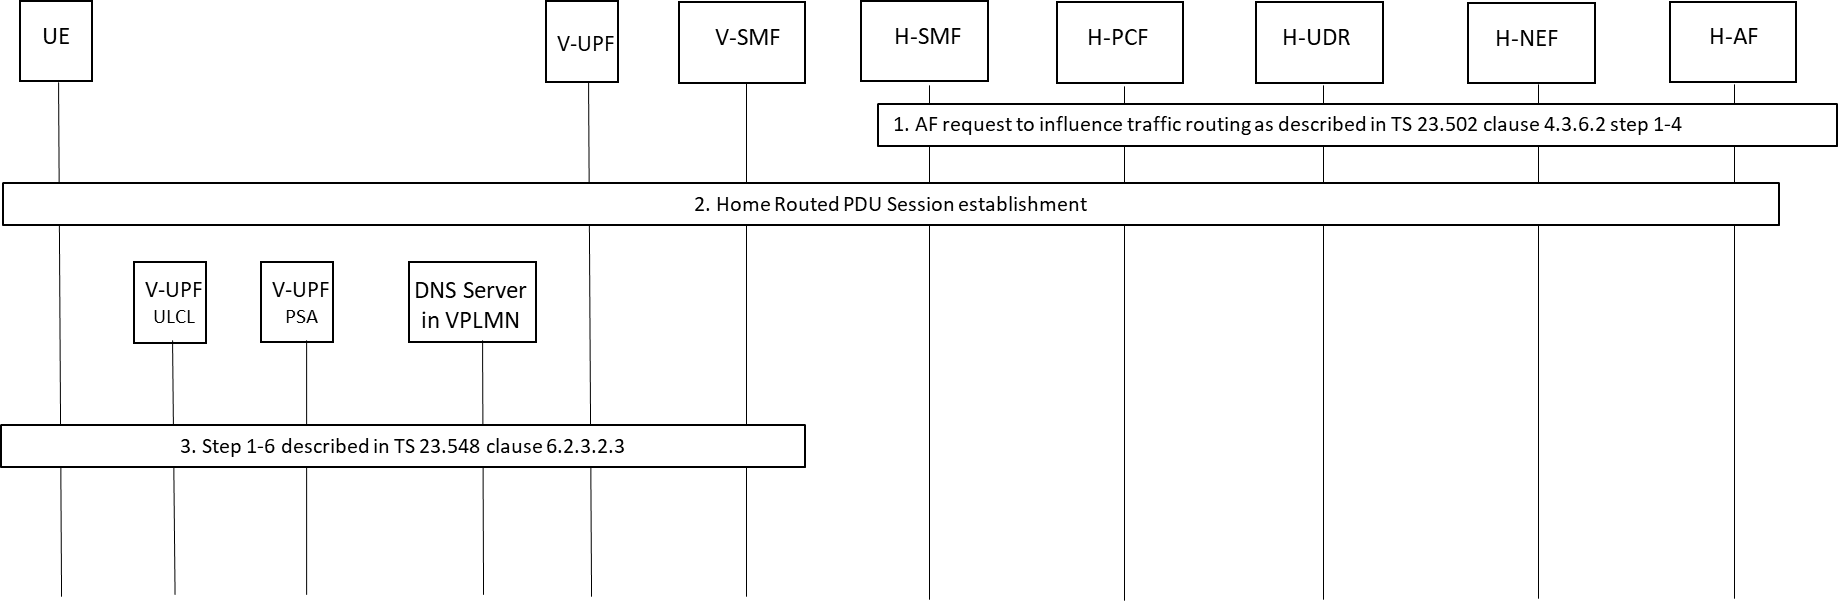 UE
V-UPF
V-SMF
H-SMF
H-PCF
H-UDR
H-NEF
H-AF
1. AF request to influence traffic routing as described in TS 23.502 clause 4.3.6.2 step 1-4
2. Home Routed PDU Session establishment
V-UPF
ULCL
V-UPF
PSA
DNS Server
in VPLMN
3. Step 1-6 described in TS 23.548 clause 6.2.3.2.3